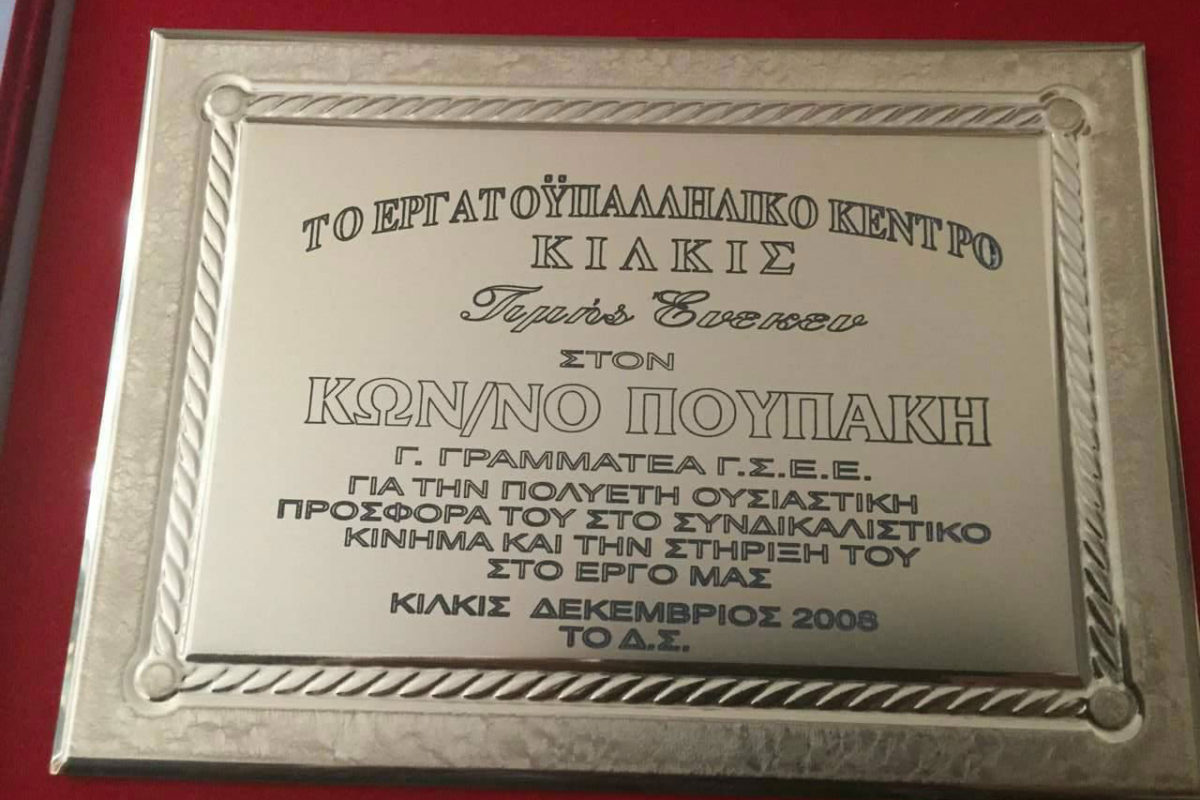 ΤΟ ΕΡΓΑΤΟΫΠΑΛΛΗΛΙΚΟ ΚΕΝΤΡΟ
ΚΙΛΚΙΣ
Τιμής Ένεκεν
ΣΤΟΝ
ΚΩΝ/ΝΟ ΠΟΥΠΑΚΗ
Γ. ΓΡΑΜΜΑΤΕΑ Γ.Σ.Ε.Ε.
ΓΙΑ ΤΗΝ ΠΟΛΥΕΤΗ ΟΥΣΙΑΣΤΙΚΗ
ΠΡΟΣΦΟΡΑ ΤΟΥ ΣΤΟ ΣΥΝΔΙΚΑΛΙΣΤΙΚΟ
ΚΙΝΗΜΑ ΚΑΙ ΤΗΝ ΣΤΗΡΙΞΗ ΤΟΥ
ΣΤΟ ΕΡΓΟ ΜΑΣ
ΚΙΛΚΙΣ ΔΕΚΕΜΒΡΙΟΣ 2008
ΤΟ Δ.Σ.